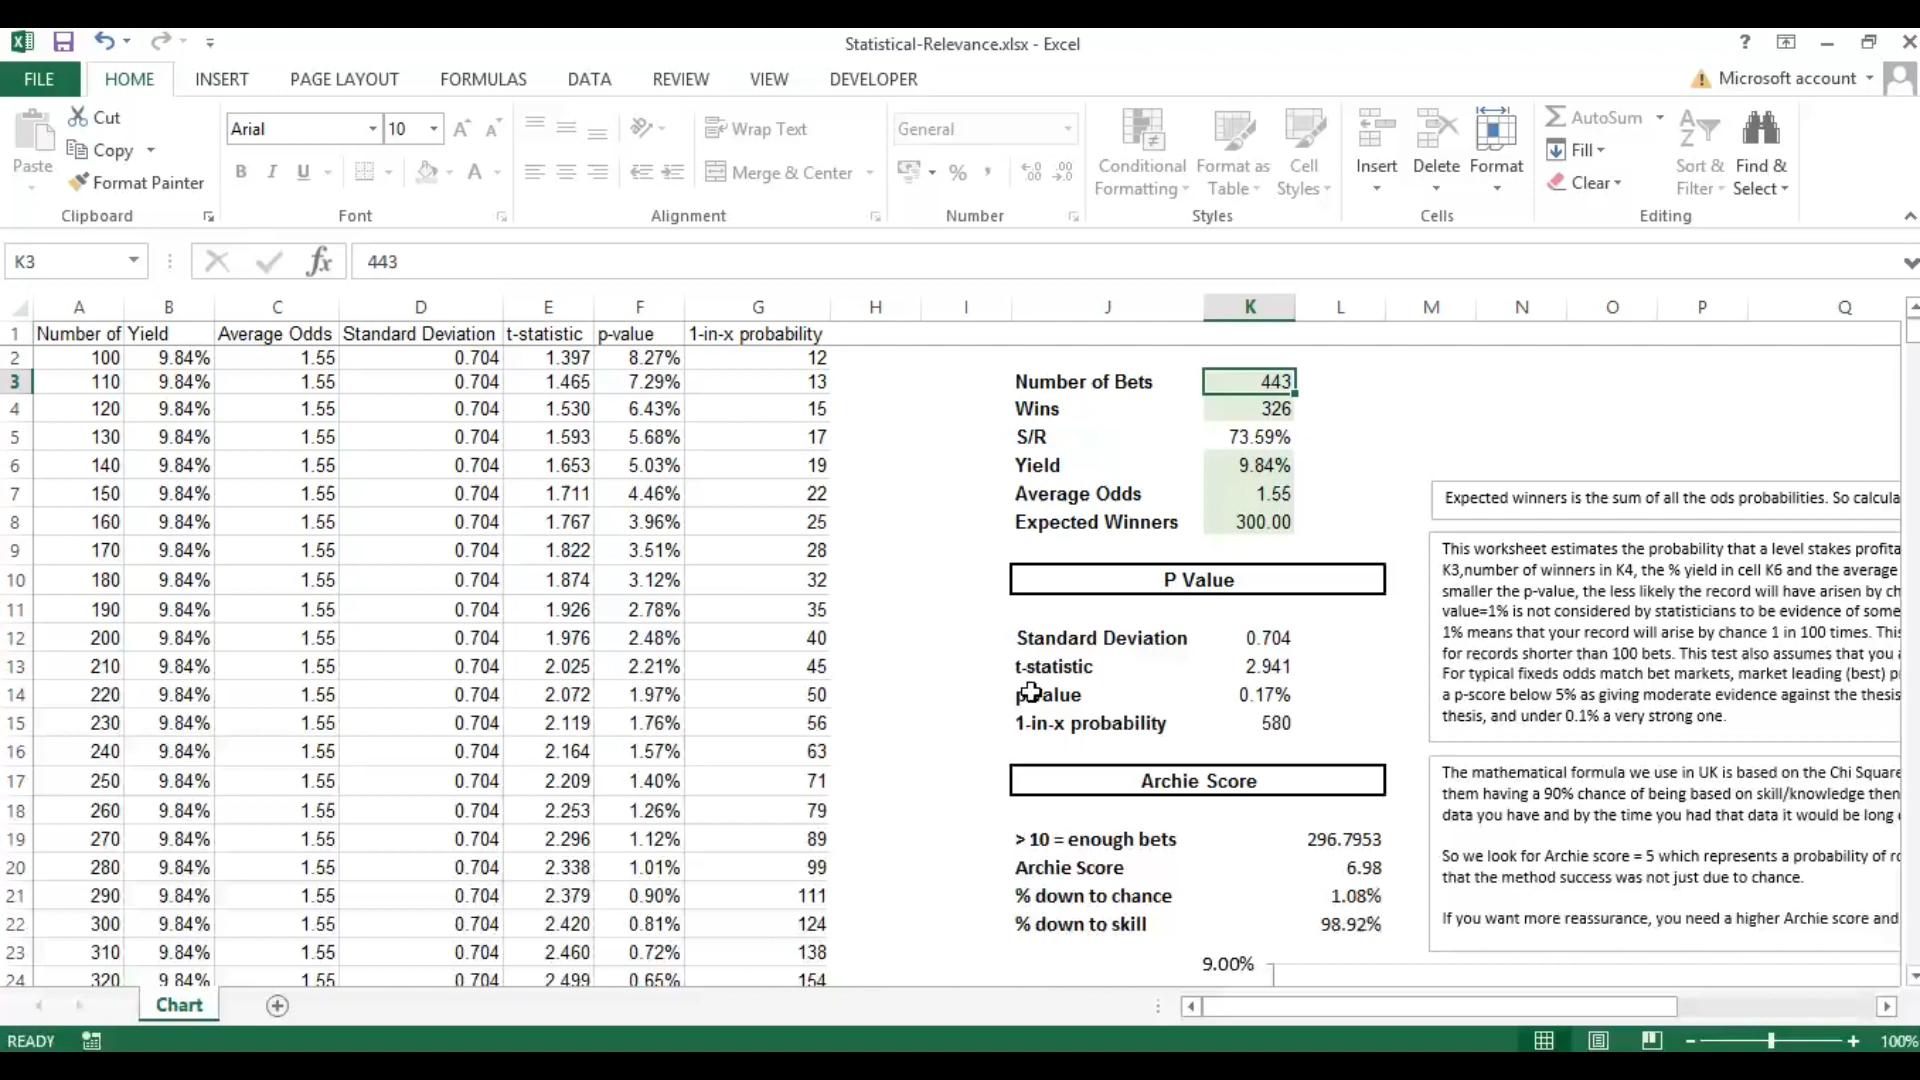 Statistical-Relevance.xlsx - Excel
?
FILE HOME INSERT PAGE LAYOUT FORMULAS DATA REVIEW VIEW DEVELOPER Microsoft account
Paste
Cut
Copy
Format Painter
Clipboard
Arial 10
B I U A
Font
Wrap Text
Merge & Center
Alignment
General
%
Number
Conditional Formatting
Format as Table
Cell Styles
Styles
Insert Delete Format
Cells
AutoSum
Fill
Clear
Sort & Filter
Find & Select
Editing
K3 fx 443
A B C D E F G H I J K L M N O P Q
1 Number of Yield Average Odds Standard Deviation t-statistic p-value 1-in-x probability
2 100 9.84% 1.55 0.704 1.397 8.27% 12
3 110 9.84% 1.55 0.704 1.465 7.29% 13
4 120 9.84% 1.55 0.704 1.530 6.43% 15
5 130 9.84% 1.55 0.704 1.593 5.68% 17
6 140 9.84% 1.55 0.704 1.653 5.03% 19
7 150 9.84% 1.55 0.704 1.711 4.46% 22
8 160 9.84% 1.55 0.704 1.767 3.96% 25
9 170 9.84% 1.55 0.704 1.822 3.51% 28
10 180 9.84% 1.55 0.704 1.874 3.12% 32
11 190 9.84% 1.55 0.704 1.926 2.78% 35
12 200 9.84% 1.55 0.704 1.976 2.48% 40
13 210 9.84% 1.55 0.704 2.025 2.21% 45
14 220 9.84% 1.55 0.704 2.072 1.97% 50
15 230 9.84% 1.55 0.704 2.119 1.76% 56
16 240 9.84% 1.55 0.704 2.164 1.57% 63
17 250 9.84% 1.55 0.704 2.209 1.40% 71
18 260 9.84% 1.55 0.704 2.253 1.26% 79
19 270 9.84% 1.55 0.704 2.296 1.12% 89
20 280 9.84% 1.55 0.704 2.338 1.01% 99
21 290 9.84% 1.55 0.704 2.379 0.90% 111
22 300 9.84% 1.55 0.704 2.420 0.81% 124
23 310 9.84% 1.55 0.704 2.460 0.72% 138
24 320 9.84% 1.55 0.704 2.499 0.65% 154
Number of Bets 443
Wins 326
S/R 73.59%
Yield 9.84%
Average Odds 1.55
Expected Winners 300.00
P Value
Standard Deviation 0.704
t-statistic 2.941
p-value 0.17%
1-in-x probability 580
Archie Score
> 10 = enough bets 296.7953
Archie Score 6.98
% down to chance 1.08%
% down to skill 98.92%
9.00%
Expected winners is the sum of all the ods probabilities. So calcula
This worksheet estimates the probability that a level stakes profita
K3,number of winners in K4, the % yield in cell K6 and the average
smaller the p-value, the less likely the record will have arisen by ch
value=1% is not considered by statisticians to be evidence of some
1% means that your record will arise by chance 1 in 100 times. This
for records shorter than 100 bets. This test also assumes that you
For typical fixeds odds match bet markets, market leading (best) p
a p-score below 5% as giving moderate evidence against the thesis
thesis, and under 0.1% a very strong one.
The mathematical formula we use in UK is based on the Chi Square
them having a 90% chance of being based on skill/knowledge then
data you have and by the time you had that data it would be long
So we look for Archie score = 5 which represents a probability of ro
that the method success was not just due to chance.
If you want more reassurance, you need a higher Archie score and
Chart
READY 100%